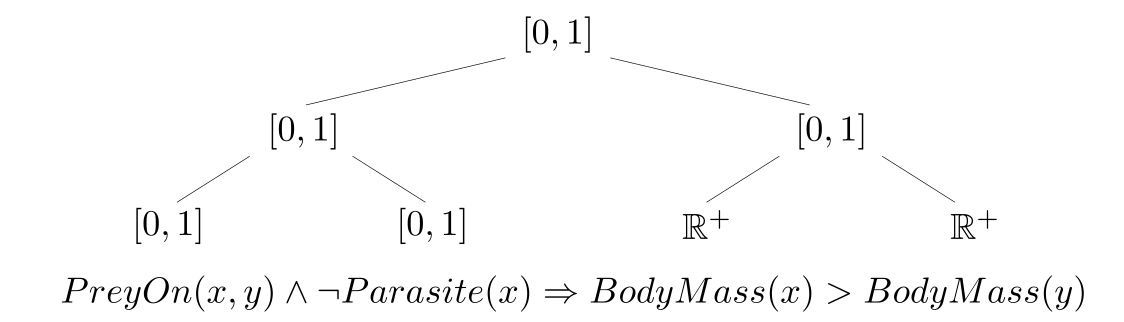 [0, 1]
[0, 1] [0, 1]
[0, 1] [0, 1] ℝ⁺ ℝ⁺
PreyOn(x, y) ∧ ¬Parasite(x) ⇒ BodyMass(x) > BodyMass(y)